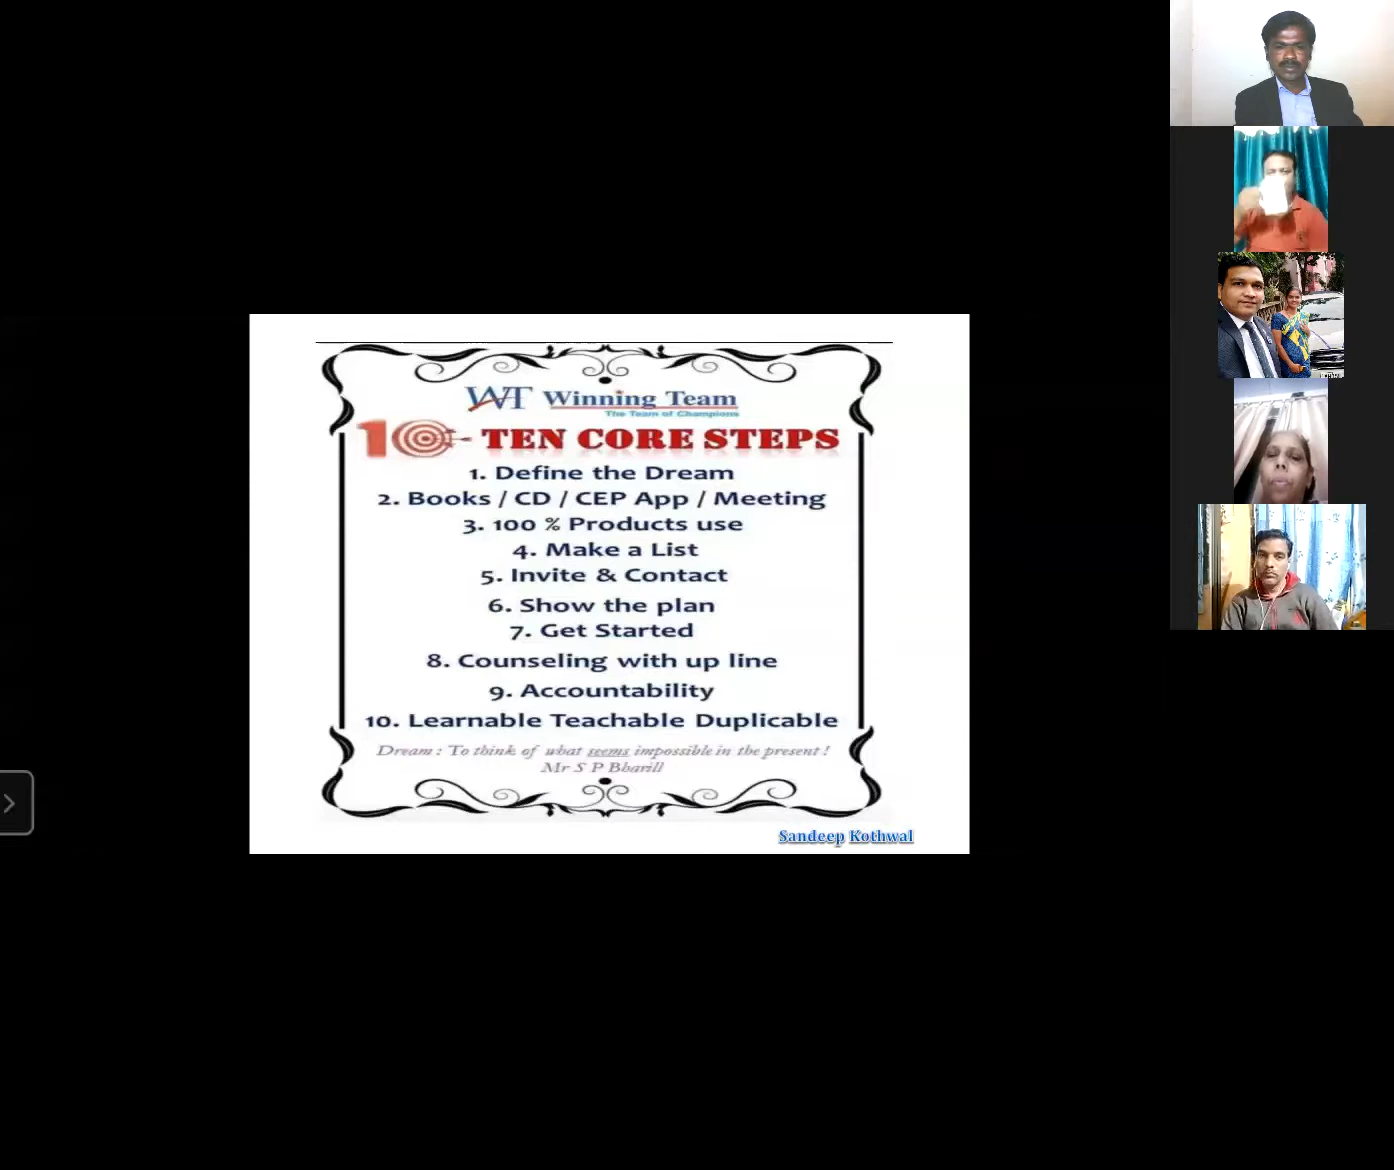 WT Winning Team
The Team of Champions
10 TEN CORE STEPS
1. Define the Dream
2. Books / CD / CEP App / Meeting
3. 100 % Products use
4. Make a List
5. Invite & Contact
6. Show the plan
7. Get Started
8. Counseling with up line
9. Accountability
10. Learnable Teachable Duplicable
Dream : To think of what seems impossible in the present !
Mr S P Bharill
Sandeep Kothwal